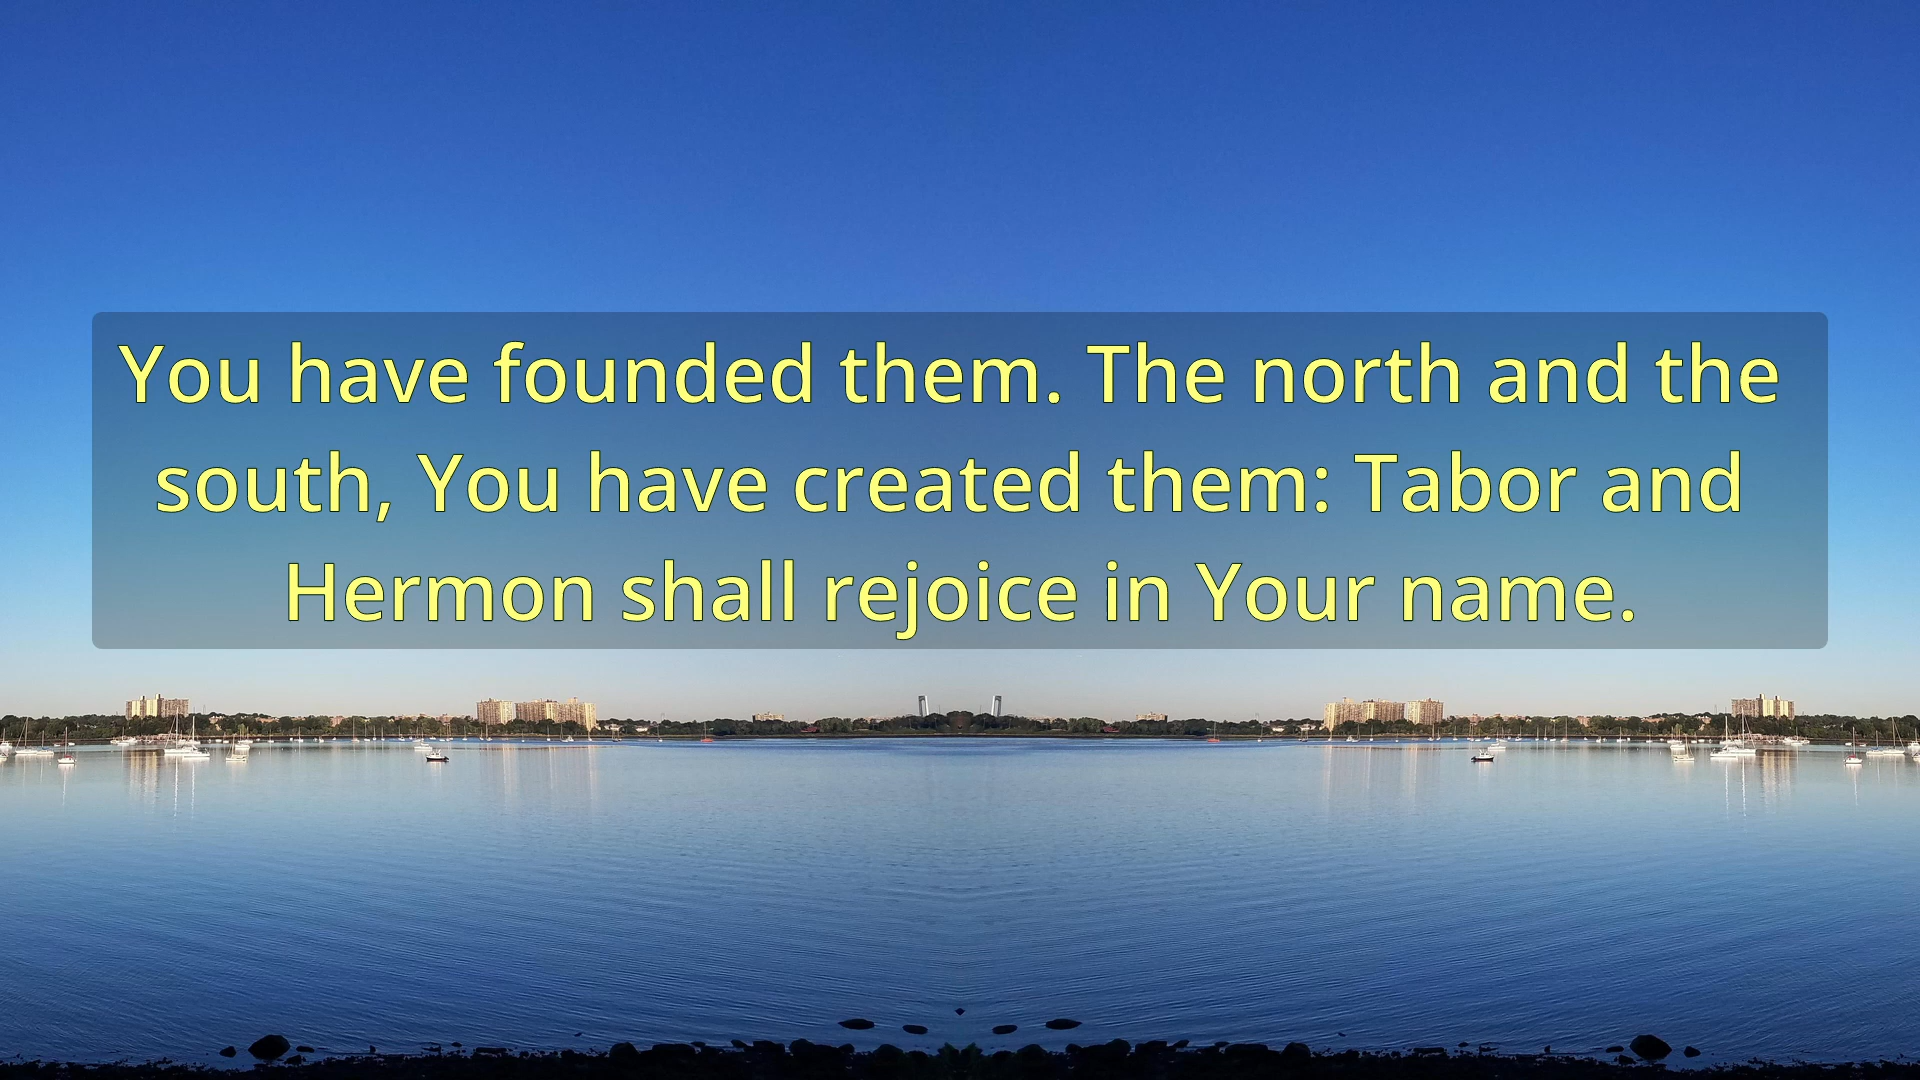 You have founded them. The north and the
south, You have created them: Tabor and
Hermon shall rejoice in Your name.